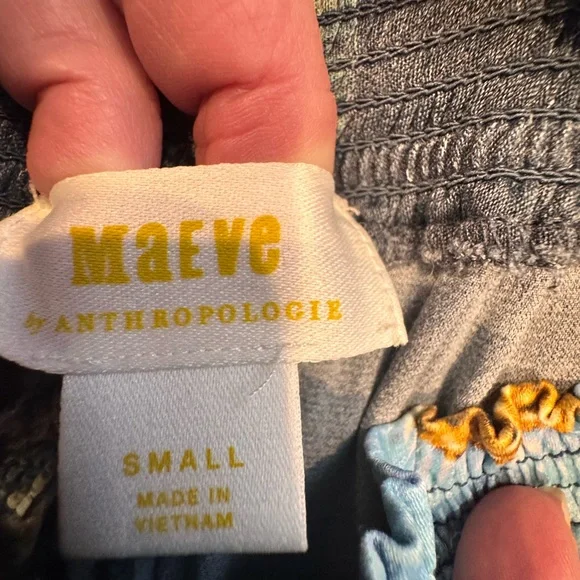 MaEVe
by ANTHROPOLOGIE
SMALL
MADE IN
VIETNAM